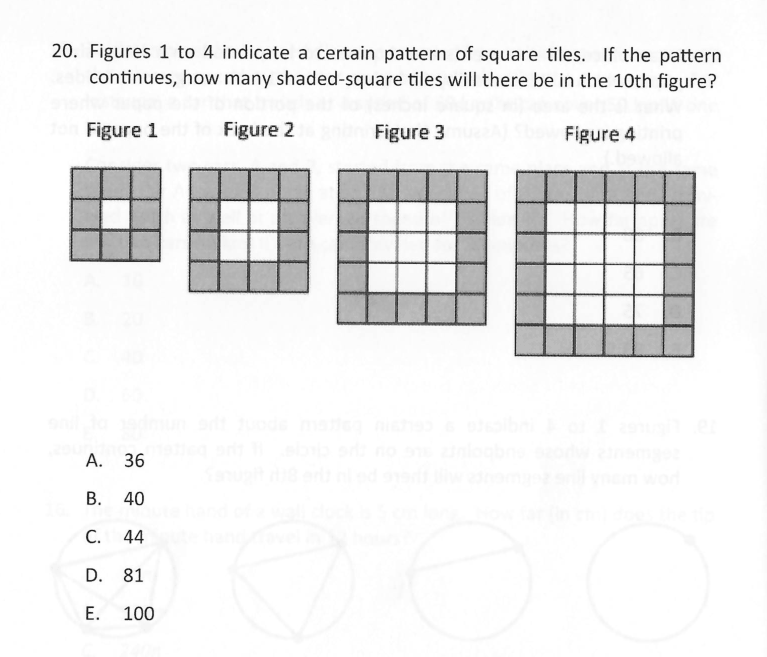 20. Figures 1 to 4 indicate a certain pattern of square tiles. If the pattern
continues, how many shaded-square tiles will there be in the 10th figure?
Figure 1 Figure 2 Figure 3 Figure 4
A. 36
B. 40
C. 44
D. 81
E. 100